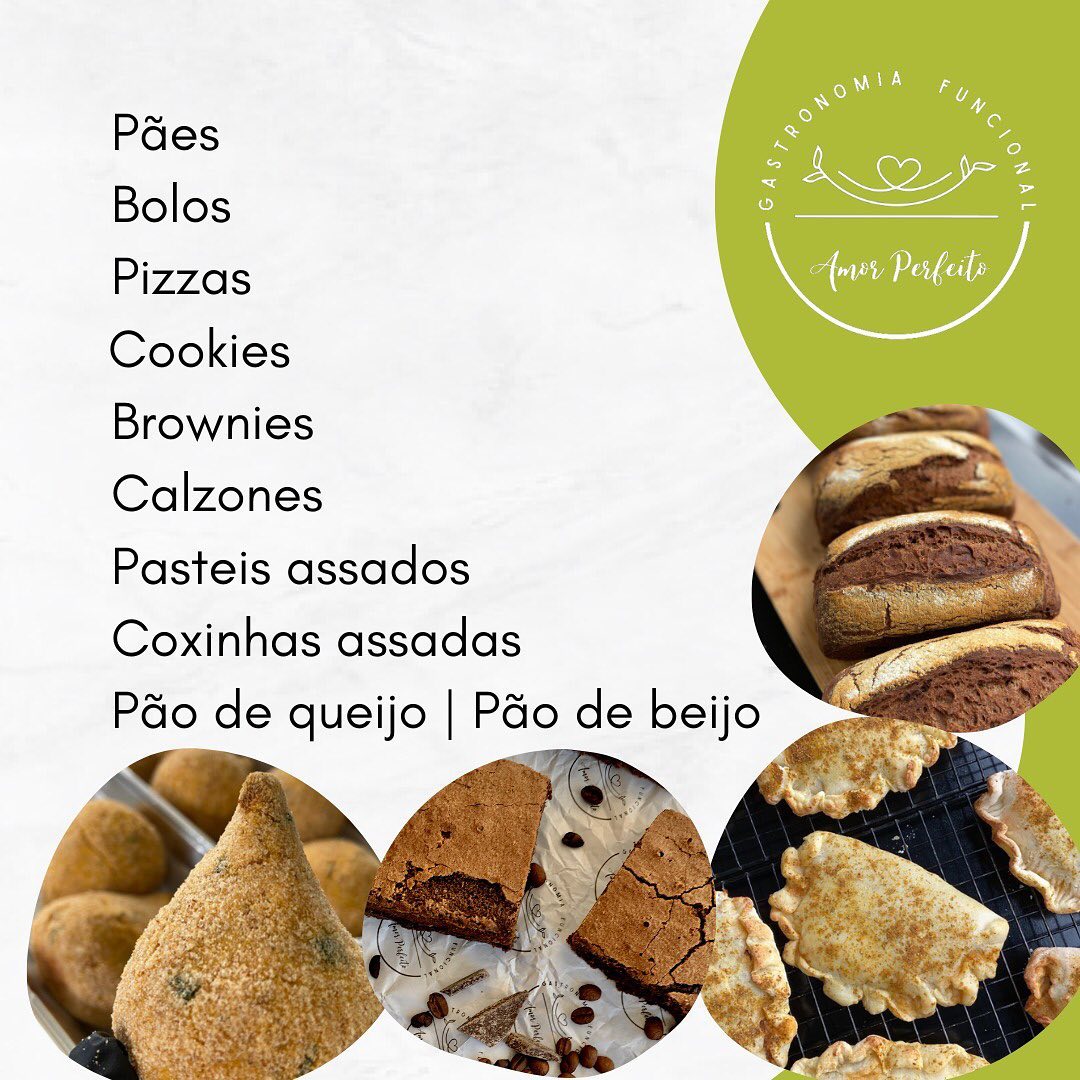 GASTRONOMIA FUNCIONAL
Amor Perfeito
Pães
Bolos
Pizzas
Cookies
Brownies
Calzones
Pasteis assados
Coxinhas assadas
Pão de queijo | Pão de beijo